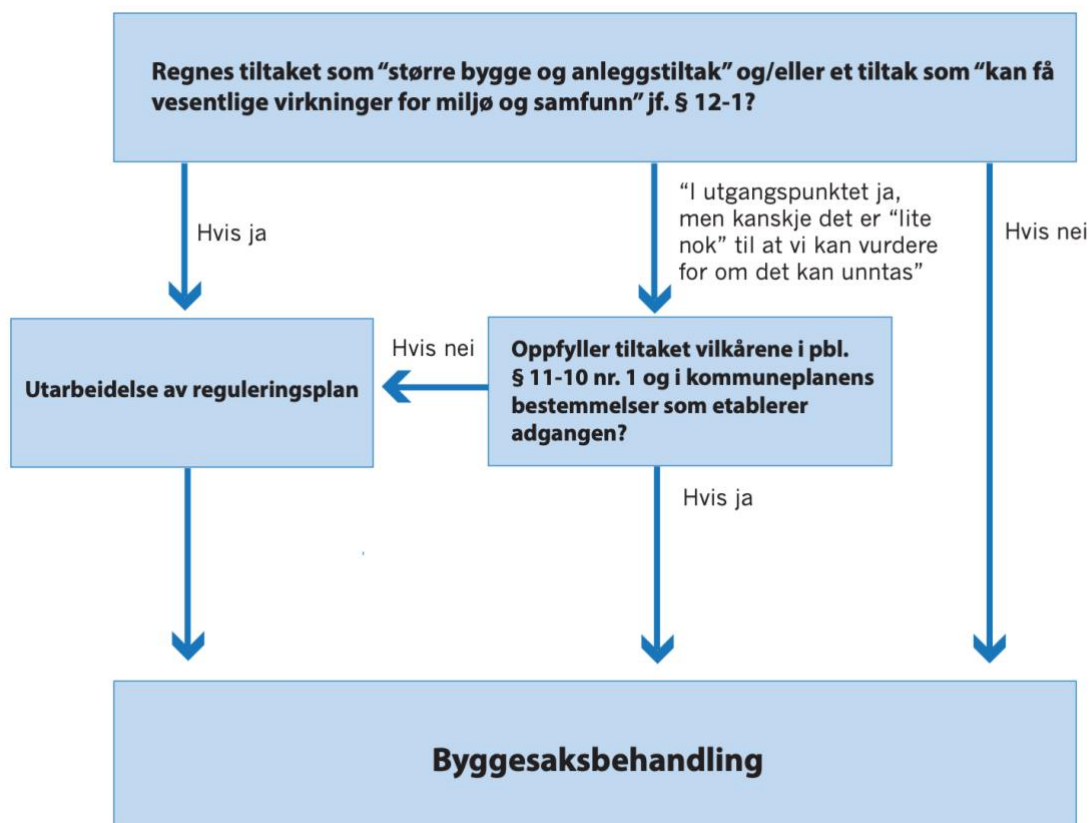 Regnes tiltaket som “større bygge og anleggstiltak” og/eller et tiltak som “kan få
vesentlige virkninger for miljø og samfunn” jf. § 12-1?
Hvis ja
“I utgangspunktet ja,
men kanskje det er “lite
nok” til at vi kan vurdere
for om det kan unntas”
Hvis nei
Utarbeidelse av reguleringsplan
Hvis nei
Oppfyller tiltaket vilkårene i pbl.
§ 11-10 nr. 1 og i kommuneplanens
bestemmelser som etablerer
adgangen?
Hvis ja
Byggesaksbehandling